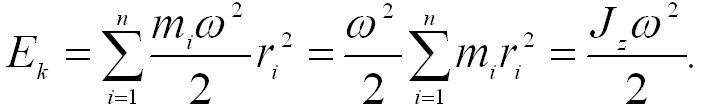 $$E_k = \sum_{i=1}^{n} \frac{m_i \omega^2}{2} r_i^2 = \frac{\omega^2}{2} \sum_{i=1}^{n} m_i r_i^2 = \frac{J_z \omega^2}{2}.$$